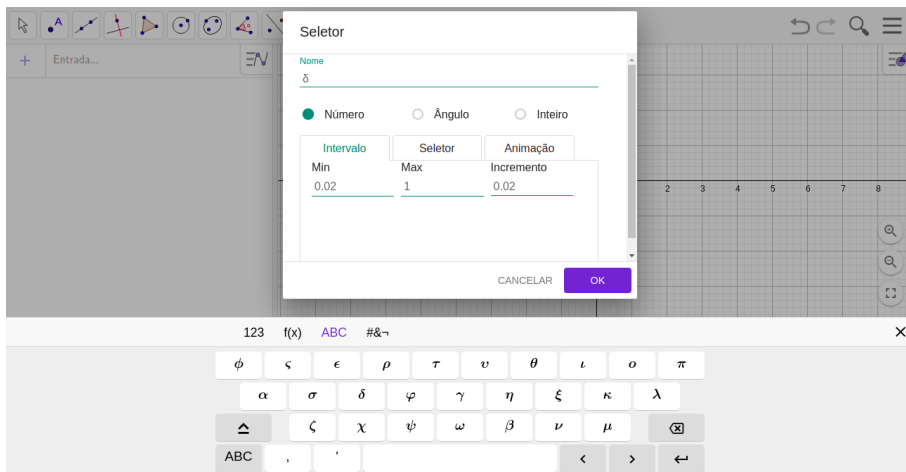 A
Seletor
Entrada...
Nome
δ
Número Ângulo Inteiro
Intervalo Seletor Animação
Min Max Incremento
0.02 1 0.02
2 3 4 5 6 7 8
CANCELAR OK
123 f(x) ABC #&¬
ϕ ς ϵ ρ τ υ θ ι ο π
α σ δ φ γ η ξ κ λ
ζ χ ψ ω β ν μ
ABC , '